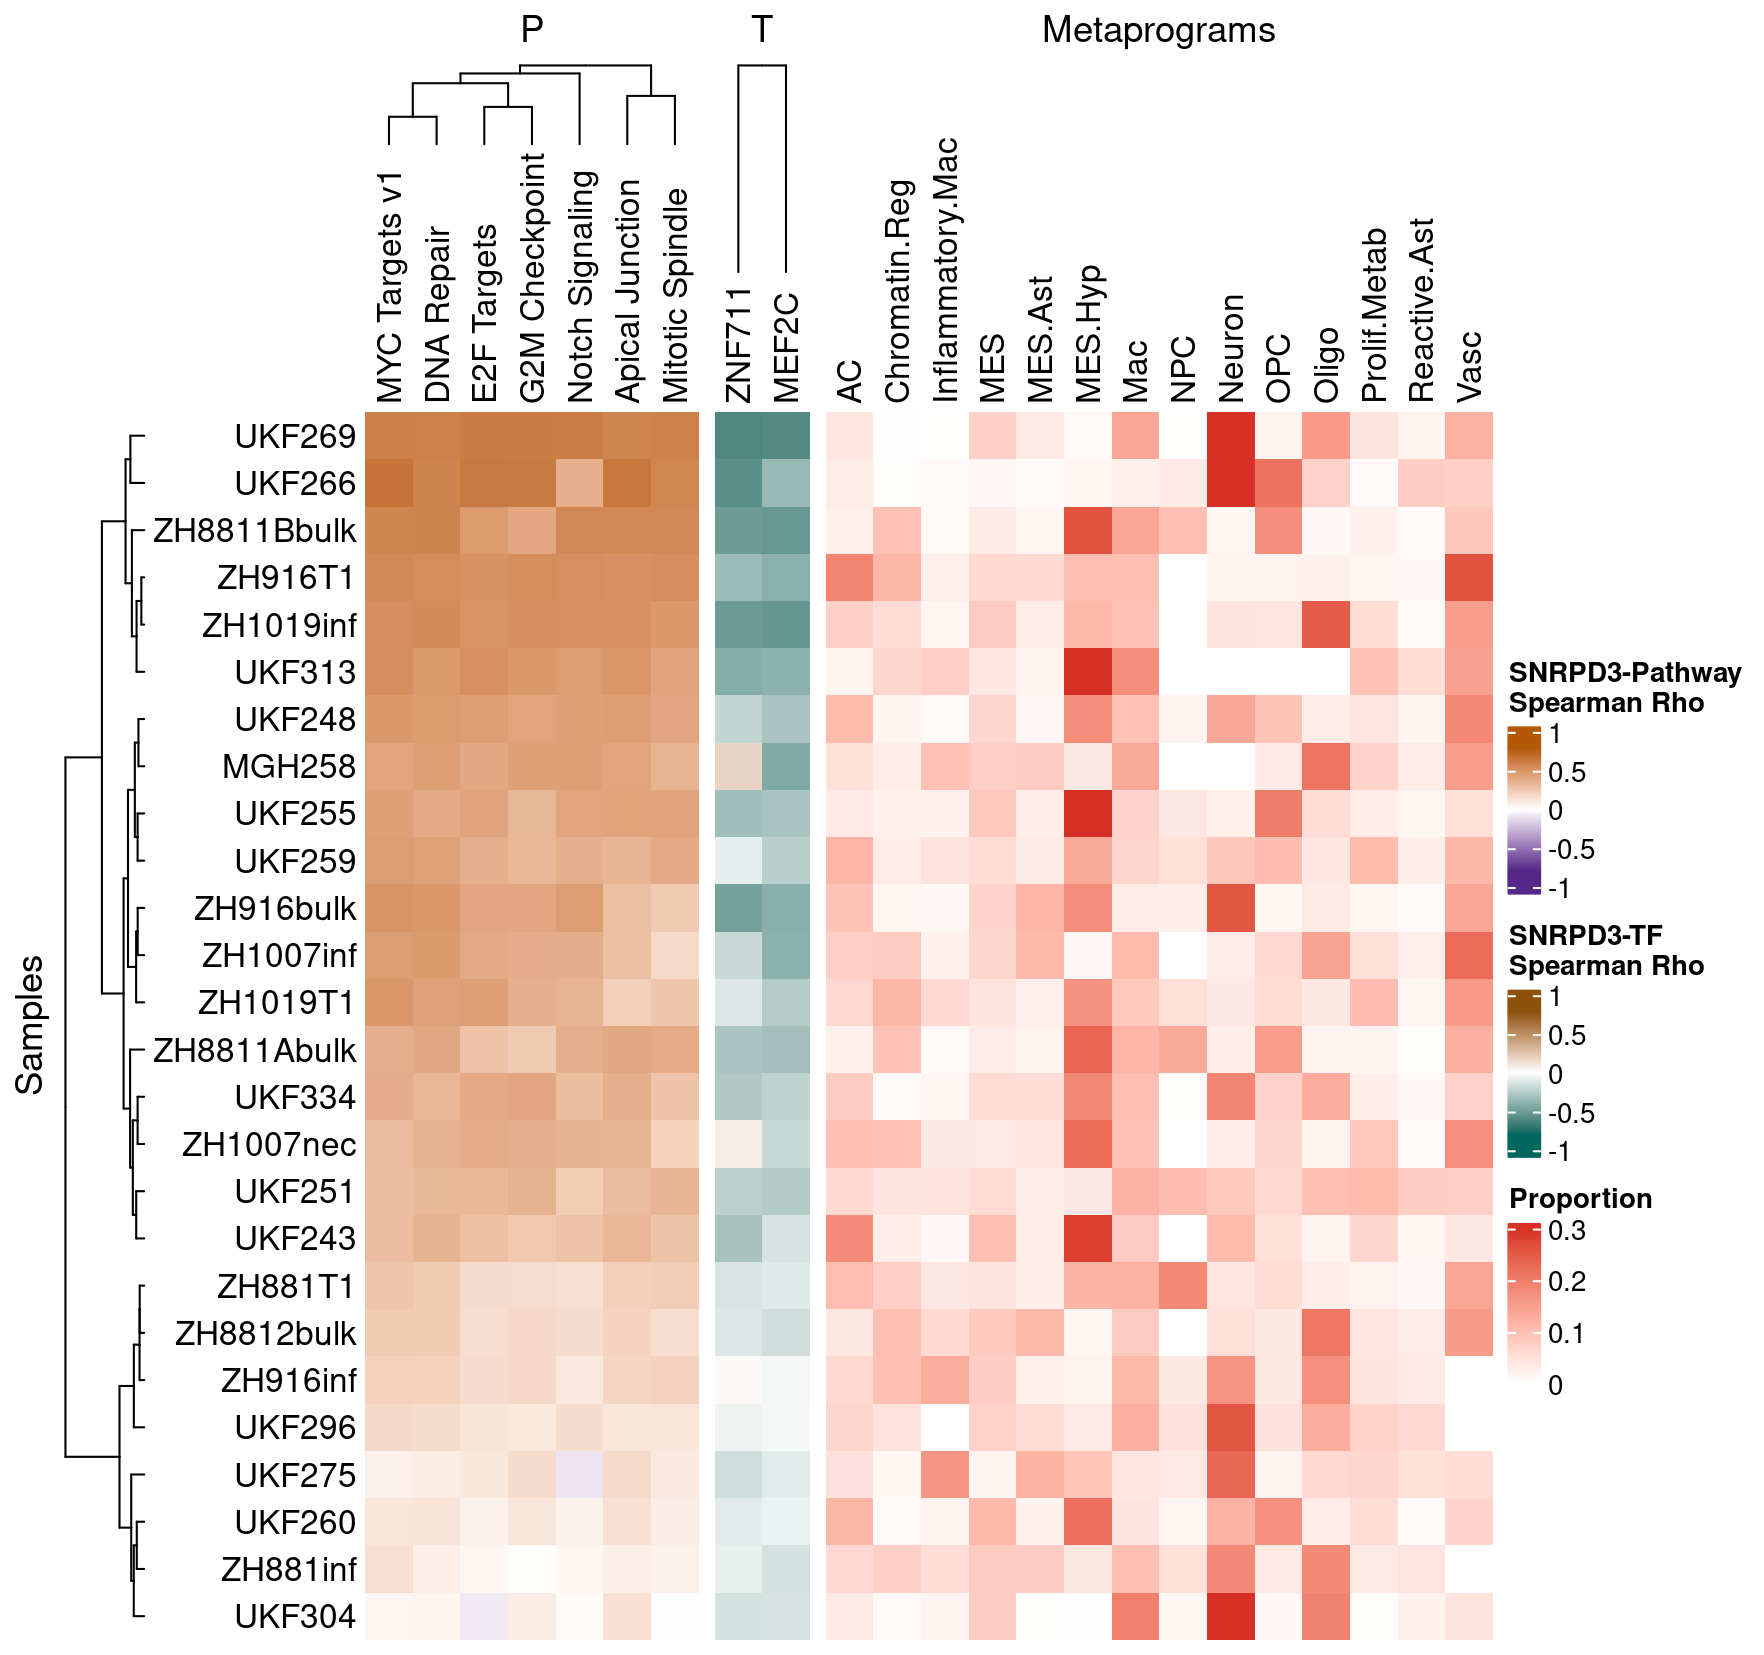 P
T
Metaprograms
MYC Targets v1
DNA Repair
E2F Targets
G2M Checkpoint
Notch Signaling
Apical Junction
Mitotic Spindle
ZNF711
MEF2C
AC
Chromatin.Reg
Inflammatory.Mac
MES
MES.Ast
MES.Hyp
Mac
NPC
Neuron
OPC
Oligo
Prolif.Metab
Reactive.Ast
Vasc
Samples
UKF269
UKF266
ZH8811Bbulk
ZH916T1
ZH1019inf
UKF313
UKF248
MGH258
UKF255
UKF259
ZH916bulk
ZH1007inf
ZH1019T1
ZH8811Abulk
UKF334
ZH1007nec
UKF251
UKF243
ZH881T1
ZH8812bulk
ZH916inf
UKF296
UKF275
UKF260
ZH881inf
UKF304
SNRPD3-Pathway
Spearman Rho
1
0.5
0
-0.5
-1
SNRPD3-TF
Spearman Rho
1
0.5
0
-0.5
-1
Proportion
0.3
0.2
0.1
0